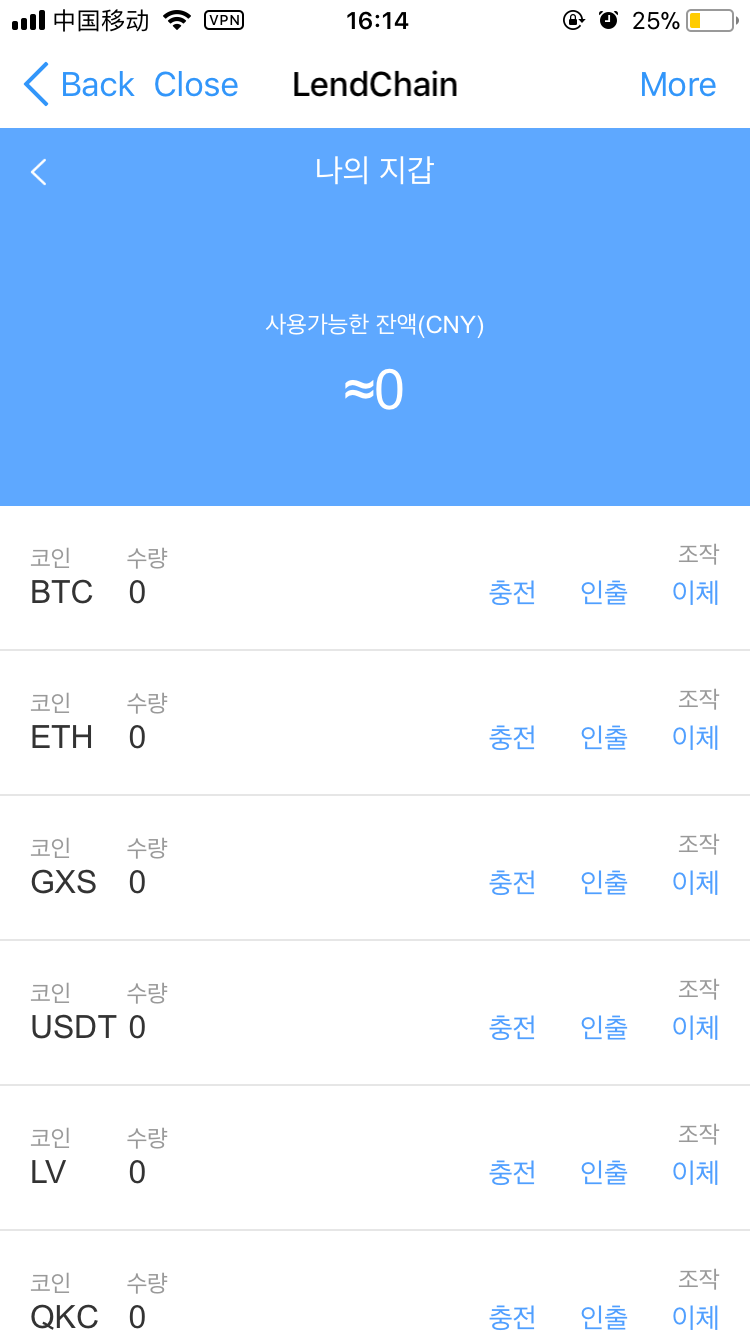 中国移动 VPN 16:14 25%
Back Close LendChain More
나의 지갑
사용가능한 잔액(CNY)
≈0
코인 수량 조작
BTC 0 충전 인출 이체
코인 수량 조작
ETH 0 충전 인출 이체
코인 수량 조작
GXS 0 충전 인출 이체
코인 수량 조작
USDT 0 충전 인출 이체
코인 수량 조작
LV 0 충전 인출 이체
코인 수량 조작
QKC 0 충전 인출 이체